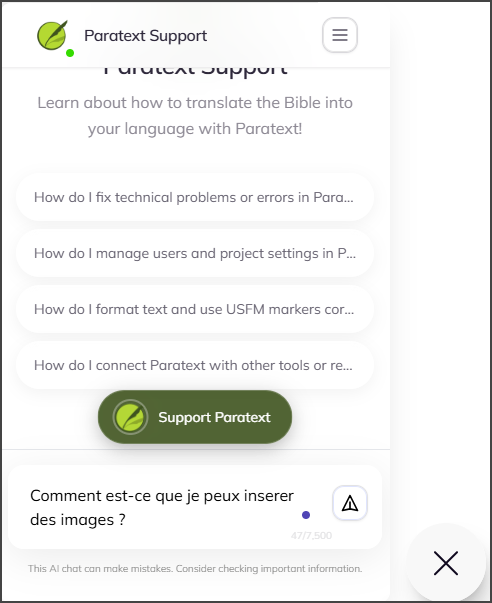 Paratext Support
Paratext Support
Learn about how to translate the Bible into
your language with Paratext!
How do I fix technical problems or errors in Para...
How do I manage users and project settings in P...
How do I format text and use USFM markers cor...
How do I connect Paratext with other tools or re...
Support Paratext
Comment est-ce que je peux inserer
des images ?
47/7.500
This AI chat can make mistakes. Consider checking important information.